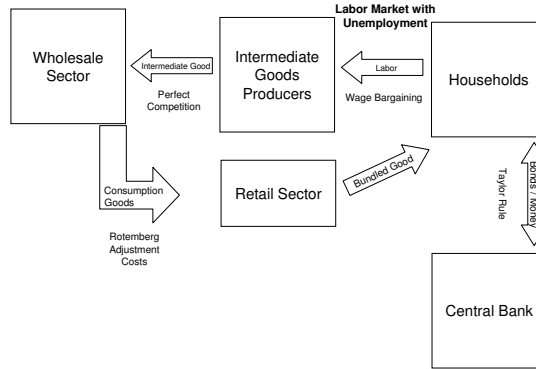 Labor Market with
Unemployment
Wholesale
Sector
Intermediate Good
Perfect
Competition
Intermediate
Goods
Producers
Labor
Wage Bargaining
Households
Consumption
Goods
Rotemberg
Adjustment
Costs
Retail Sector
Bundled Good
Taylor Rule
Bonds / Money
Central Bank